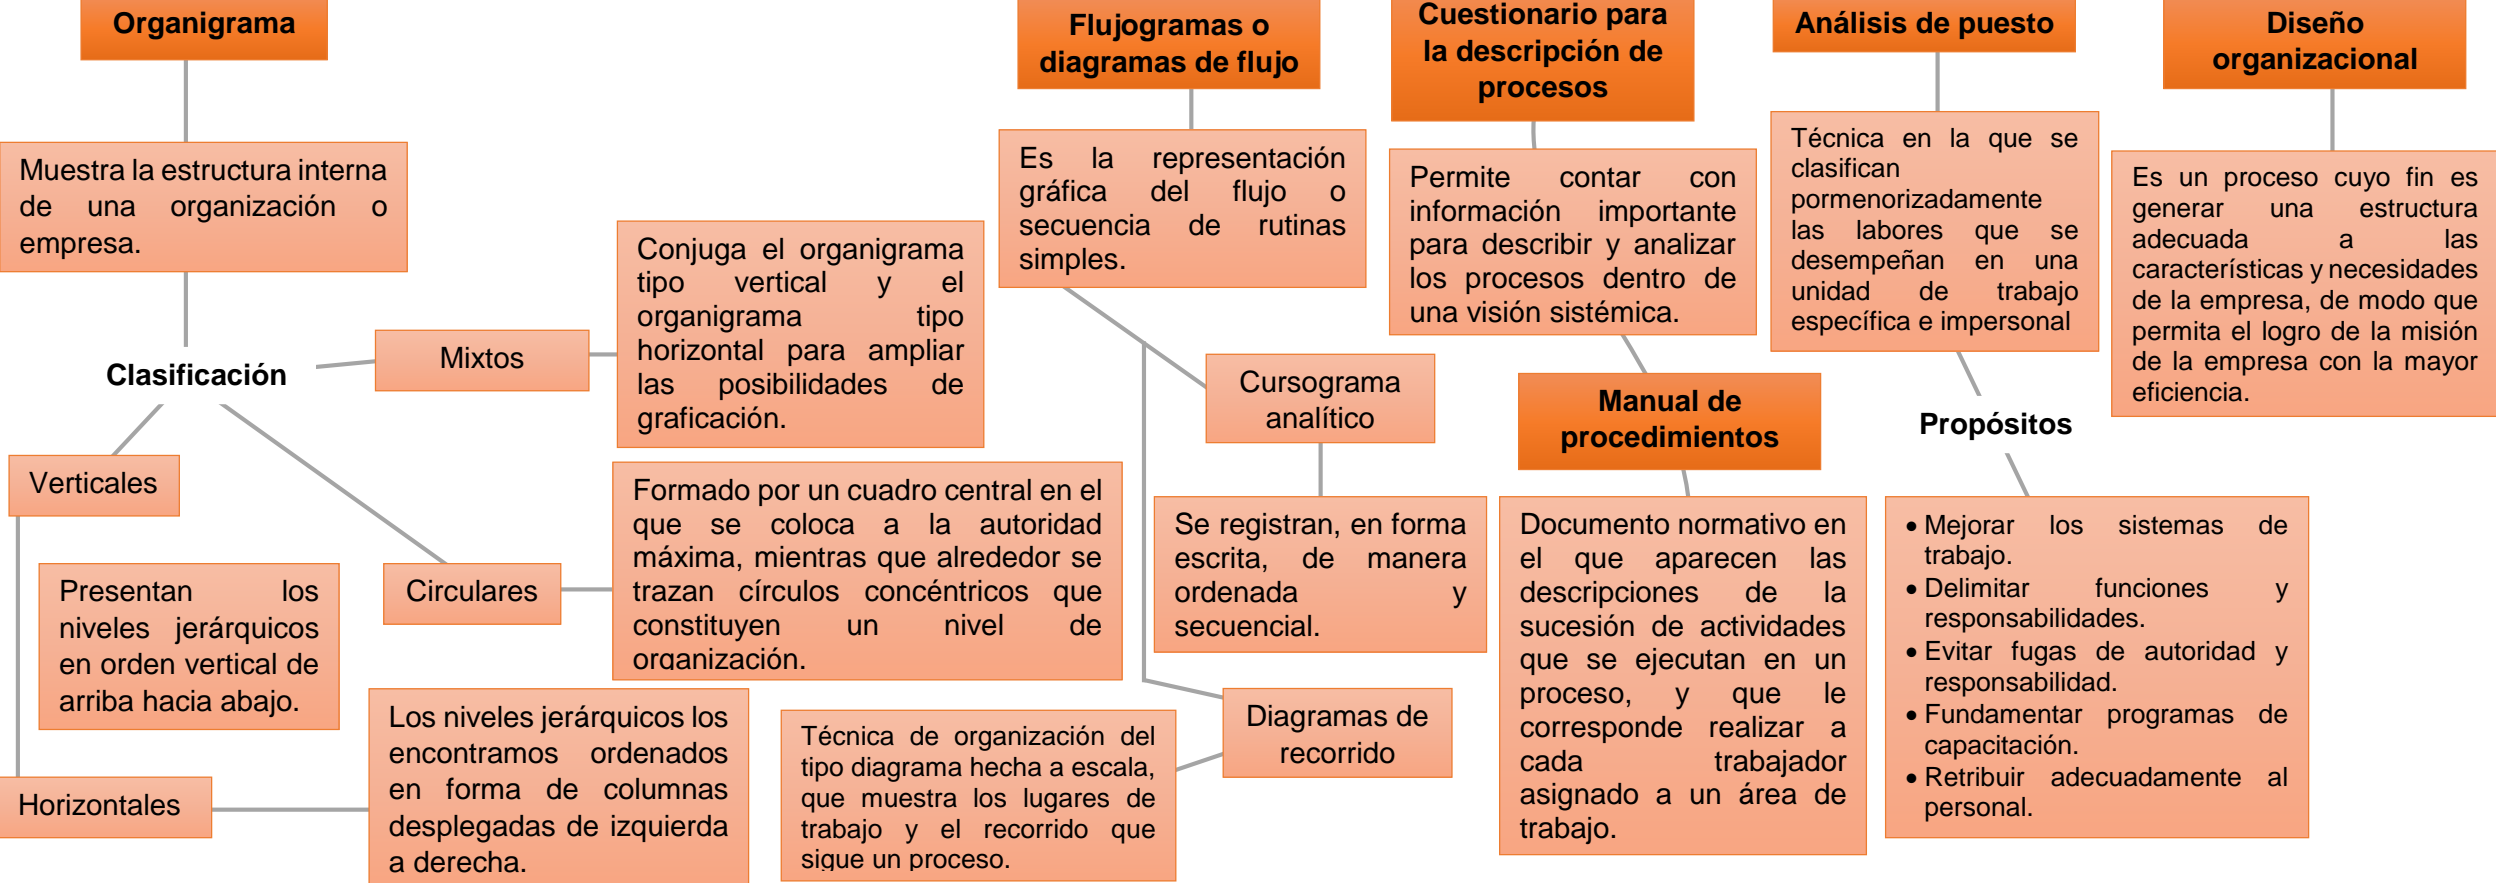 Organigrama
Muestra la estructura interna
de una organización o
empresa.
Clasificación
Mixtos
Conjuga el organigrama
tipo vertical y el
organigrama tipo
horizontal para ampliar
las posibilidades de
graficación.
Verticales
Presentan los
niveles jerárquicos
en orden vertical de
arriba hacia abajo.
Circulares
Formado por un cuadro central en el
que se coloca a la autoridad
máxima, mientras que alrededor se
trazan círculos concéntricos que
constituyen un nivel de
organización.
Horizontales
Los niveles jerárquicos los
encontramos ordenados
en forma de columnas
desplegadas de izquierda
a derecha.
Flujogramas o
diagramas de flujo
Es la representación
gráfica del flujo o
secuencia de rutinas
simples.
Cursograma
analítico
Se registran, en forma
escrita, de manera
ordenada y
secuencial.
Diagramas de
recorrido
Técnica de organización del
tipo diagrama hecha a escala,
que muestra los lugares de
trabajo y el recorrido que
sigue un proceso.
Cuestionario para
la descripción de
procesos
Permite contar con
información importante
para describir y analizar
los procesos dentro de
una visión sistémica.
Manual de
procedimientos
Documento normativo en
el que aparecen las
descripciones de la
sucesión de actividades
que se ejecutan en un
proceso, y que le
corresponde realizar a
cada trabajador
asignado a un área de
trabajo.
Análisis de puesto
Técnica en la que se
clasifican
pormenorizadamente
las labores que se
desempeñan en una
unidad de trabajo
específica e impersonal
Propósitos
• Mejorar los sistemas de
trabajo.
• Delimitar funciones y
responsabilidades.
• Evitar fugas de autoridad y
responsabilidad.
• Fundamentar programas de
capacitación.
• Retribuir adecuadamente al
personal.
Diseño
organizacional
Es un proceso cuyo fin es
generar una estructura
adecuada a las
características y necesidades
de la empresa, de modo que
permita el logro de la misión
de la empresa con la mayor
eficiencia.